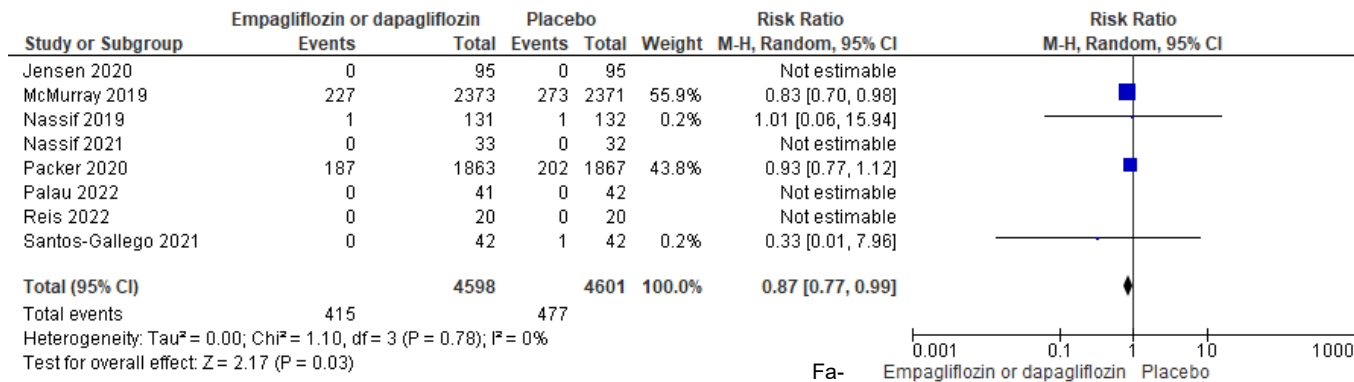 Empagliflozin or dapagliflozin Placebo Risk Ratio Risk Ratio
Study or Subgroup Events Total Events Total Weight M-H, Random, 95% CI M-H, Random, 95% CI
Jensen 2020 0 95 0 95 Not estimable
McMurray 2019 227 2373 273 2371 55.9% 0.83 [0.70, 0.98]
Nassif 2019 1 131 1 132 0.2% 1.01 [0.06, 15.94]
Nassif 2021 0 33 0 32 Not estimable
Packer 2020 187 1863 202 1867 43.8% 0.93 [0.77, 1.12]
Palau 2022 0 41 0 42 Not estimable
Reis 2022 0 20 0 20 Not estimable
Santos-Gallego 2021 0 42 1 42 0.2% 0.33 [0.01, 7.96]
Total (95% CI) 4598 4601 100.0% 0.87 [0.77, 0.99]
Total events 415 477
Heterogeneity: Tau² = 0.00; Chi² = 1.10, df = 3 (P = 0.78); I² = 0%
Test for overall effect: Z = 2.17 (P = 0.03)
0.001 0.1 1 10 1000
Fa- Empagliflozin or dapagliflozin Placebo